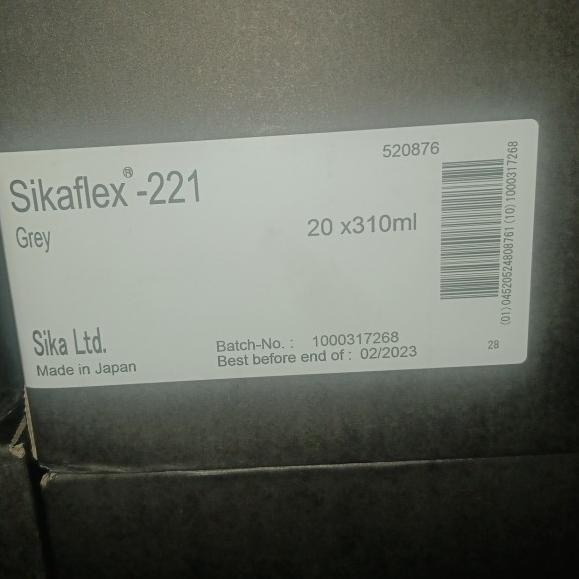 520876
Sikaflex®-221
Grey
20 x310ml
Sika Ltd.
Made in Japan
Batch-No. : 1000317268
Best before end of : 02/2023
28
(01)04520524808761(10)1000317268